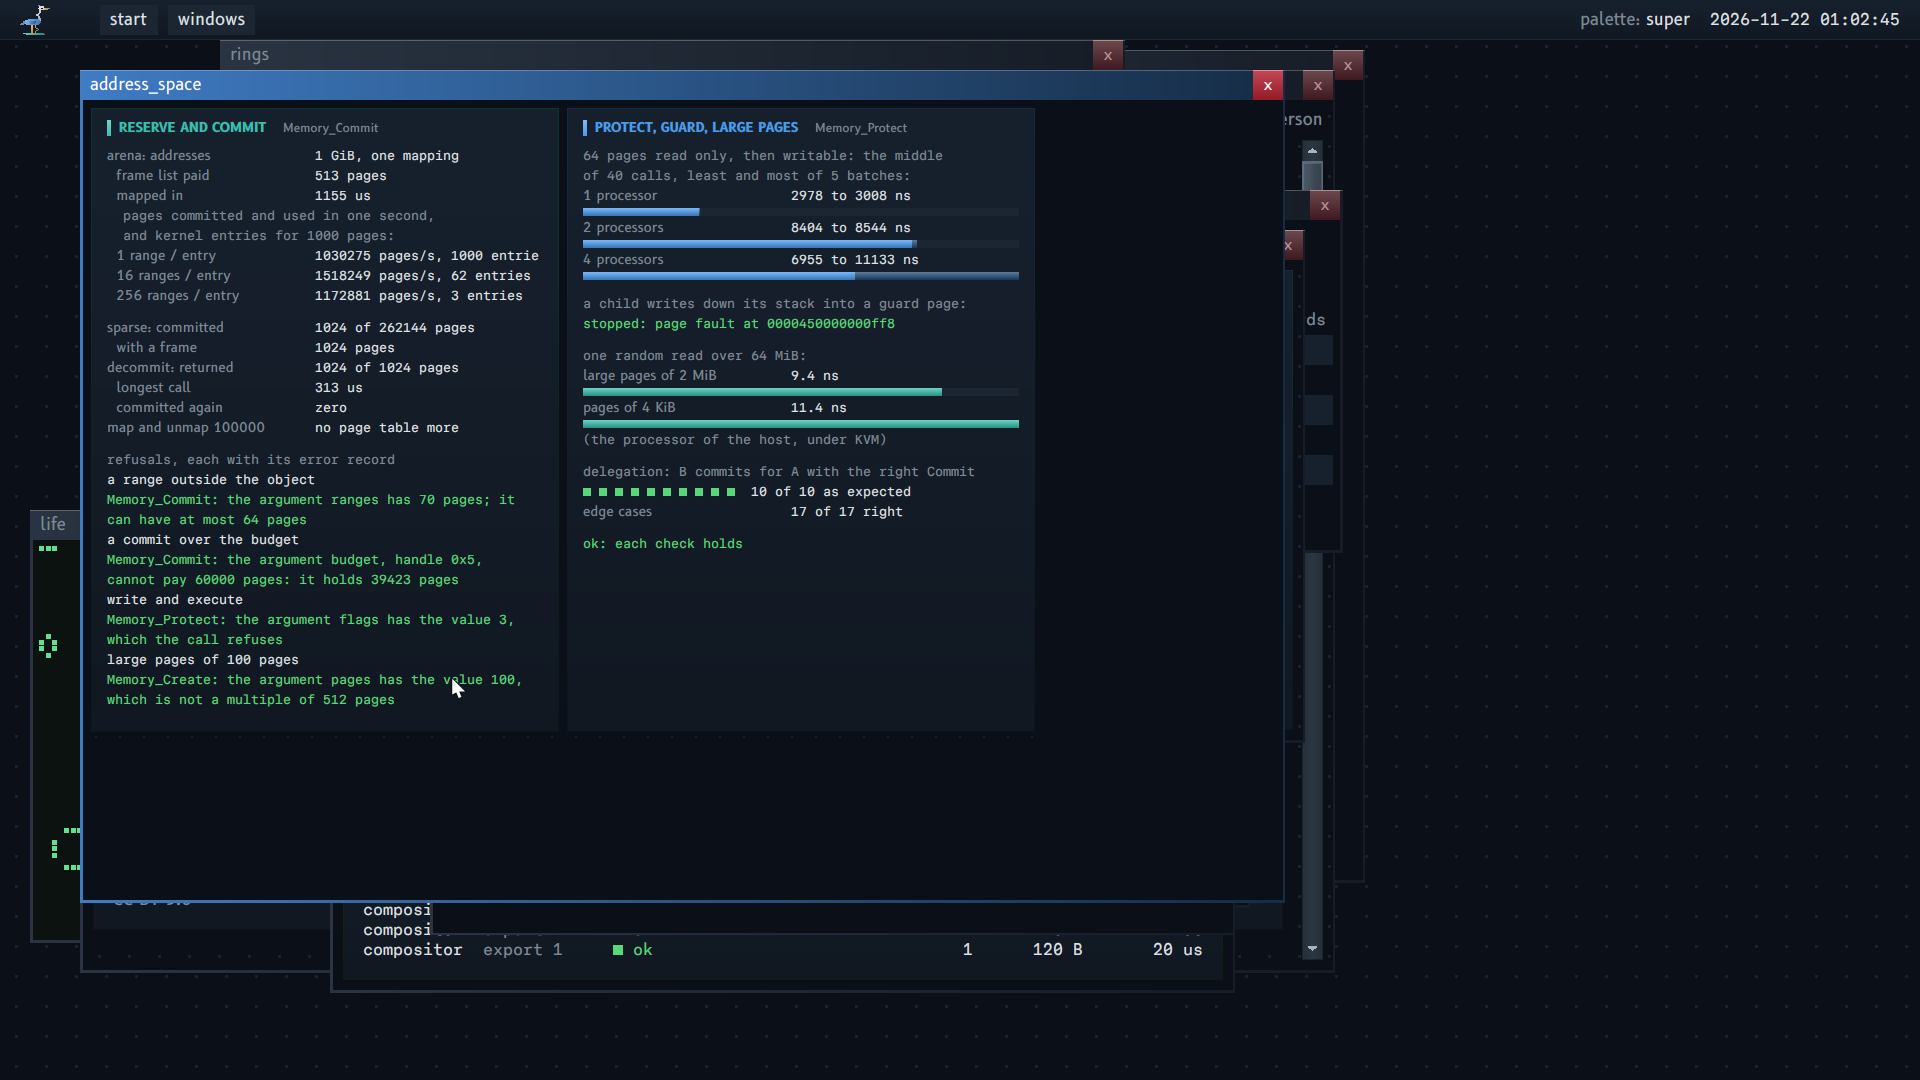 start windows palette: super 2026-11-22 01:02:45
rings x
x
address_space x x
RESERVE AND COMMIT Memory_Commit
arena: addresses 1 GiB, one mapping
frame list paid 513 pages
mapped in 1155 us
pages committed and used in one second,
and kernel entries for 1000 pages:
1 range / entry 1030275 pages/s, 1000 entrie
16 ranges / entry 1518249 pages/s, 62 entries
256 ranges / entry 1172881 pages/s, 3 entries
sparse: committed 1024 of 262144 pages
with a frame 1024 pages
decommit: returned 1024 of 1024 pages
longest call 313 us
committed again zero
map and unmap 100000 no page table more
refusals, each with its error record
a range outside the object
Memory_Commit: the argument ranges has 70 pages; it
can have at most 64 pages
a commit over the budget
Memory_Commit: the argument budget, handle 0x5,
cannot pay 60000 pages: it holds 39423 pages
write and execute
Memory_Protect: the argument flags has the value 3,
which the call refuses
large pages of 100 pages
Memory_Create: the argument pages has the value 100,
which is not a multiple of 512 pages
PROTECT, GUARD, LARGE PAGES Memory_Protect
64 pages read only, then writable: the middle
of 40 calls, least and most of 5 batches:
1 processor 2978 to 3008 ns
2 processors 8404 to 8544 ns
4 processors 6955 to 11133 ns
a child writes down its stack into a guard page:
stopped: page fault at 0000450000000ff8
one random read over 64 MiB:
large pages of 2 MiB 9.4 ns
pages of 4 KiB 11.4 ns
(the processor of the host, under KVM)
delegation: B commits for A with the right Commit
10 of 10 as expected
edge cases 17 of 17 right
ok: each check holds
erson
x
x
ds
life
composi
composi
compositor export 1 ok 1 120 B 20 us